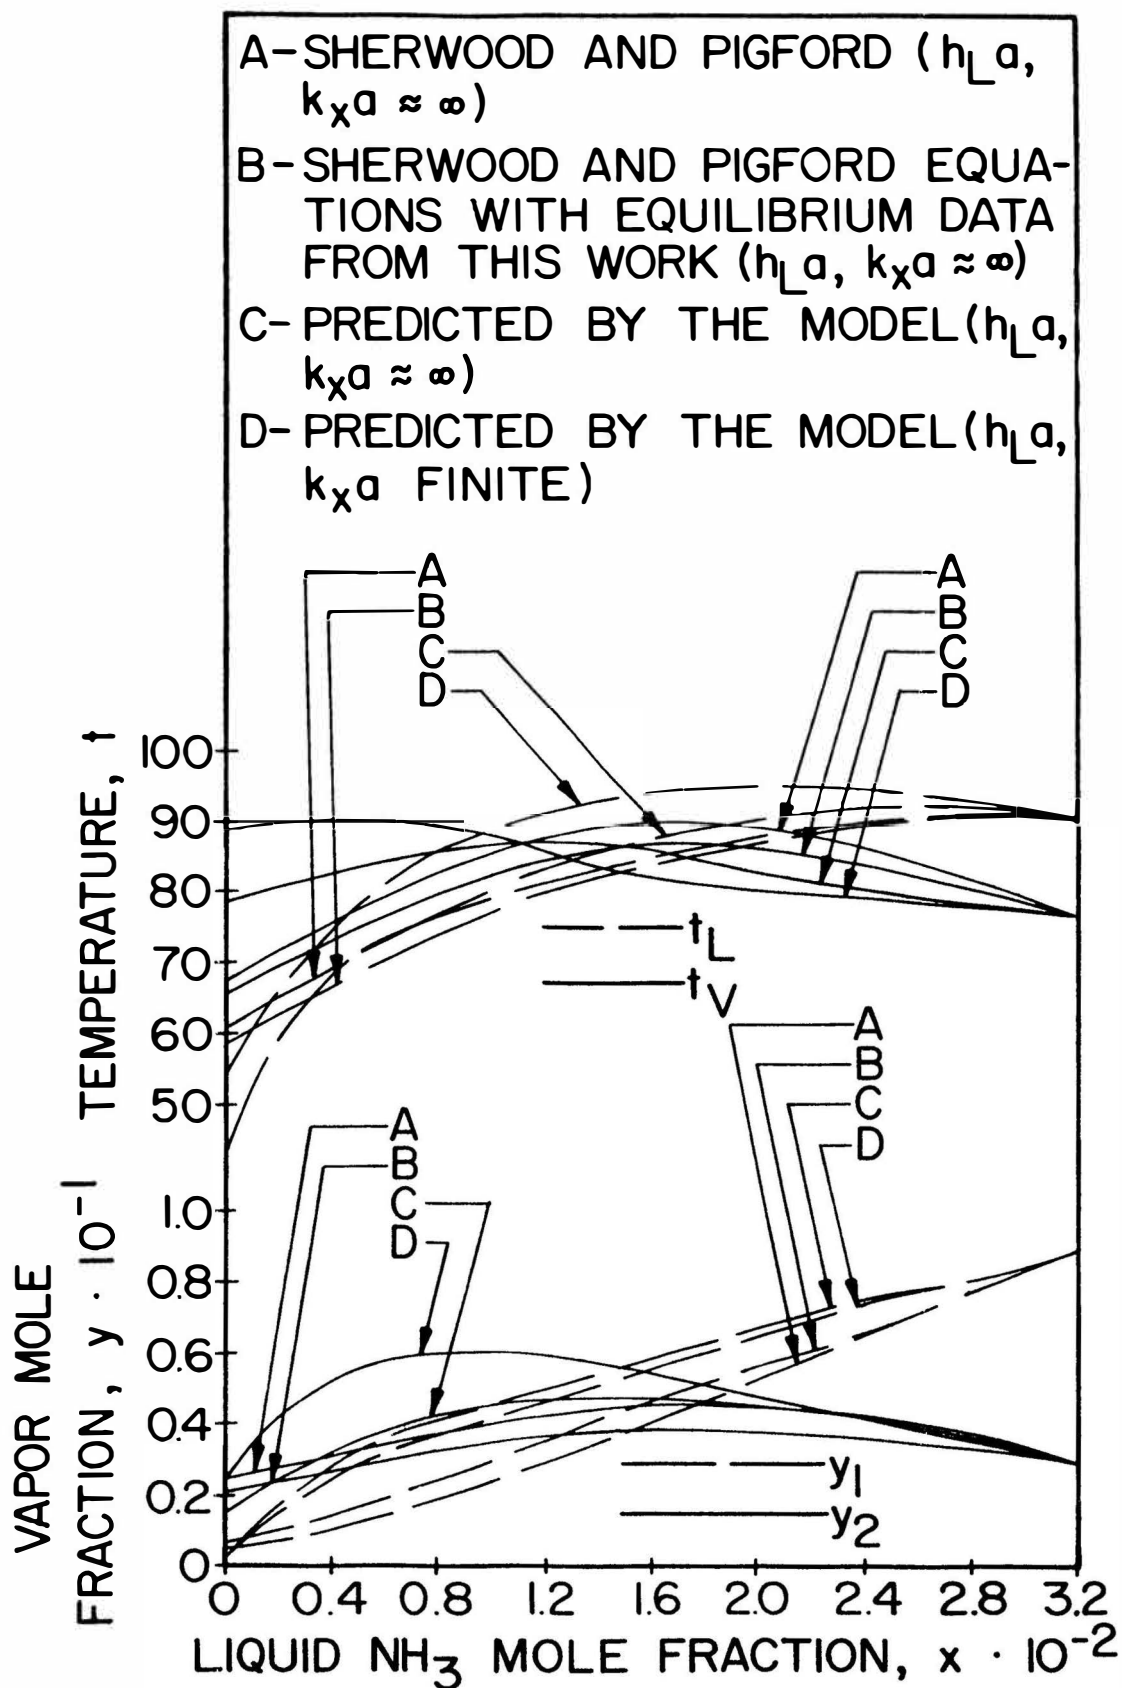 A-SHERWOOD AND PIGFORD (hLa,
kxa ≈ ∞)
B-SHERWOOD AND PIGFORD EQUA-
TIONS WITH EQUILIBRIUM DATA
FROM THIS WORK (hLa, kxa ≈ ∞)
C- PREDICTED BY THE MODEL(hLa,
kxa ≈ ∞)
D- PREDICTED BY THE MODEL(hLa,
kxa FINITE)
A
B
C
D
A
B
C
D
TEMPERATURE, t
100
90
80
70
60
50
tL
tV
A
B
C
D
A
B
C
D
VAPOR MOLE
FRACTION, y · 10-1
1.0
0.8
0.6
0.4
0.2
0
y1
y2
0 0.4 0.8 1.2 1.6 2.0 2.4 2.8 3.2
LIQUID NH3 MOLE FRACTION, x · 10-2